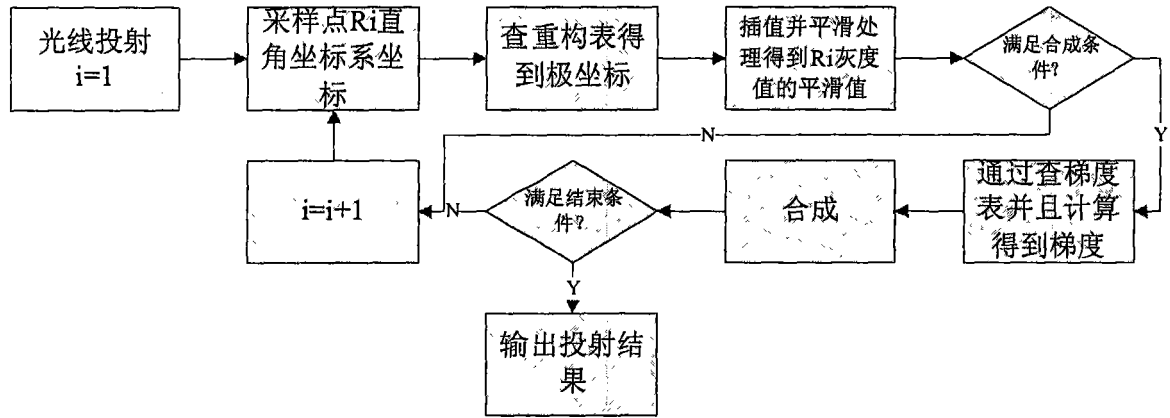 光线投射
i=1
采样点Ri直
角坐标系坐
标
查重构表得
到极坐标
插值并平滑处
理得到Ri灰度
值的平滑值
满足合成条
件?
N
Y
i=i+1
N
满足结束条
件?
合成
通过查梯度
表并且计算
得到梯度
Y
输出投射结
果